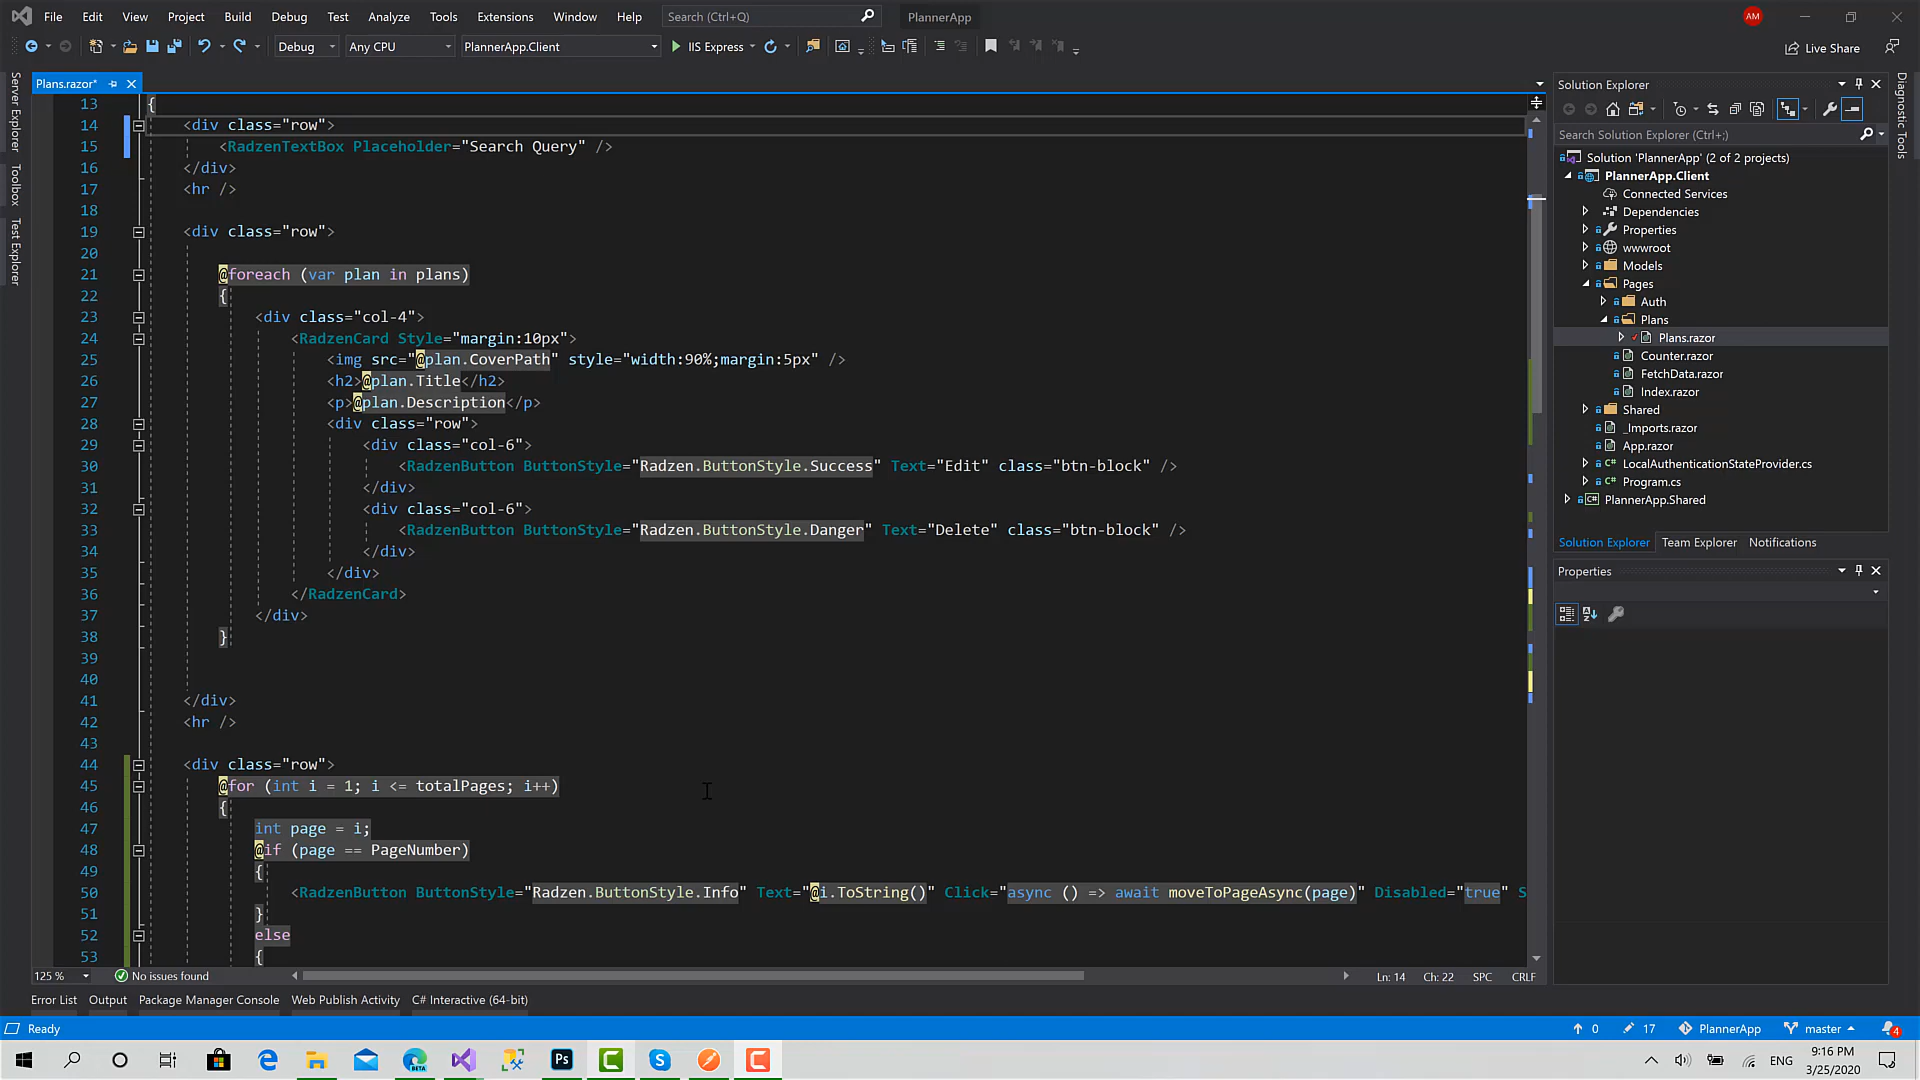 File Edit View Project Build Debug Test Analyze Tools Extensions Window Help Search (Ctrl+Q) PlannerApp AM
Debug Any CPU PlannerApp.Client IIS Express Live Share
Server Explorer
Toolbox
Test Explorer
Plans.razor*
13 {
14 <div class="row">
15 <RadzenTextBox Placeholder="Search Query" />
16 </div>
17 <hr />
18
19 <div class="row">
20
21 @foreach (var plan in plans)
22 {
23 <div class="col-4">
24 <RadzenCard Style="margin:10px">
25 <img src="@plan.CoverPath" style="width:90%;margin:5px" />
26 <h2>@plan.Title</h2>
27 <p>@plan.Description</p>
28 <div class="row">
29 <div class="col-6">
30 <RadzenButton ButtonStyle="Radzen.ButtonStyle.Success" Text="Edit" class="btn-block" />
31 </div>
32 <div class="col-6">
33 <RadzenButton ButtonStyle="Radzen.ButtonStyle.Danger" Text="Delete" class="btn-block" />
34 </div>
35 </div>
36 </RadzenCard>
37 </div>
38 }
39
40
41 </div>
42 <hr />
43
44 <div class="row">
45 @for (int i = 1; i <= totalPages; i++)
46 {
47 int page = i;
48 @if (page == PageNumber)
49 {
50 <RadzenButton ButtonStyle="Radzen.ButtonStyle.Info" Text="@i.ToString()" Click="async () => await moveToPageAsync(page)" Disabled="true" S
51 }
52 else
53 {
125 % No issues found Ln: 14 Ch: 22 SPC CRLF
Solution Explorer
Search Solution Explorer (Ctrl+;)
Solution 'PlannerApp' (2 of 2 projects)
PlannerApp.Client
Connected Services
Dependencies
Properties
wwwroot
Models
Pages
Auth
Plans
Plans.razor
Counter.razor
FetchData.razor
Index.razor
Shared
_Imports.razor
App.razor
C# LocalAuthenticationStateProvider.cs
C# Program.cs
C# PlannerApp.Shared
Solution Explorer Team Explorer Notifications
Properties
Diagnostic Tools
Error List Output Package Manager Console Web Publish Activity C# Interactive (64-bit)
Ready 0 17 PlannerApp master 4
BETA Ps ENG 9:16 PM
3/25/2020